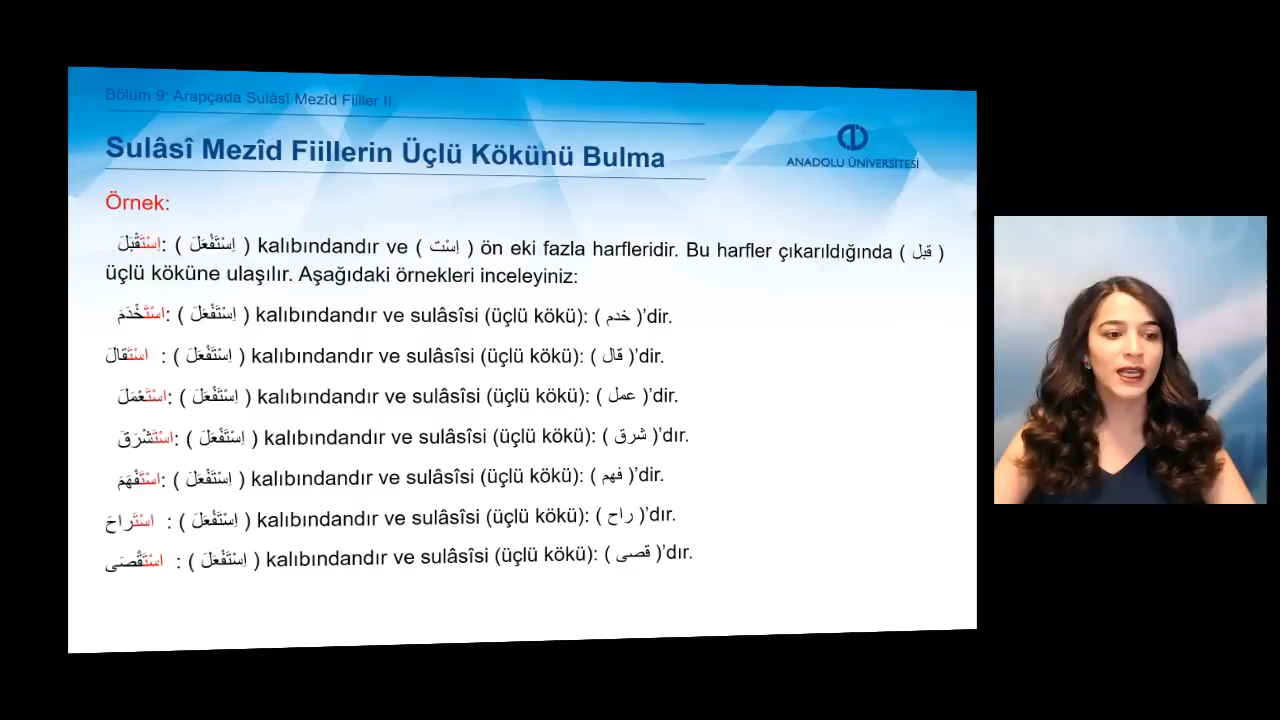 Bölüm 9: Arapçada Sulâsî Mezîd Fiiller II
Sulâsî Mezîd Fiillerin Üçlü Kökünü Bulma
ANADOLU ÜNİVERSİTESİ
Örnek:
اِسْتَقْبَلَ: ( اِسْتَفْعَلَ ) kalıbındandır ve ( اِسْت ) ön eki fazla harfleridir. Bu harfler çıkarıldığında ( قبل )
üçlü köküne ulaşılır. Aşağıdaki örnekleri inceleyiniz:
اسْتَخْدَمَ: ( اِسْتَفْعَلَ ) kalıbındandır ve sulâsîsi (üçlü kökü): ( خدم )’dir.
اسْتَقالَ : ( اِسْتَفْعَلَ ) kalıbındandır ve sulâsîsi (üçlü kökü): ( قال )’dir.
اسْتَعْمَلَ: ( اِسْتَفْعَلَ ) kalıbındandır ve sulâsîsi (üçlü kökü): ( عمل )’dir.
اسْتَشْرَقَ: ( اِسْتَفْعَلَ ) kalıbındandır ve sulâsîsi (üçlü kökü): ( شرق )’dır.
اسْتَفْهَمَ: ( اِسْتَفْعَلَ ) kalıbındandır ve sulâsîsi (üçlü kökü): ( فهم )’dir.
اسْتَراحَ : ( اِسْتَفْعَلَ ) kalıbındandır ve sulâsîsi (üçlü kökü): ( راح )’dır.
اسْتَقْصَى : ( اِسْتَفْعَلَ ) kalıbındandır ve sulâsîsi (üçlü kökü): ( قصى )’dır.